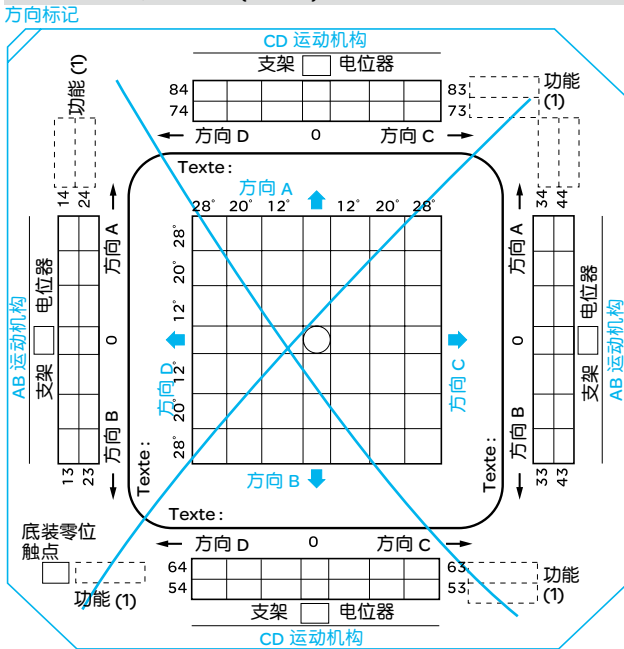 方向标记
CD 运动机构
支架 电位器
功能 (1)
84 83
74 73
功能
(1)
方向 D 0 方向 C
Texte :
方向 A
28° 20° 12° 12° 20° 28°
14 24
34 44
28°
20°
12°
12°
20°
28°
AB 运动机构
支架 电位器
方向 A
0
方向 B
13 23
方向 D
方向 C
方向 A
0
方向 B
33 43
支架 电位器
AB 运动机构
Texte :
Texte :
方向 B
Texte :
底装零位
触点
方向 D 0 方向 C
功能 (1)
64 63
54 53
功能
(1)
支架 电位器
CD 运动机构